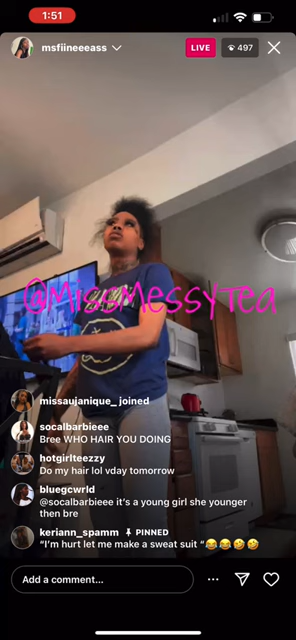 1:51
msfiineeeass
LIVE
497
@MissMessyTea
missaujanique_ joined
socalbarbieee
Bree WHO HAIR YOU DOING
hotgirlteezzy
Do my hair lol vday tomorrow
bluegcwrld
@socalbarbieee it's a young girl she younger
then bre
keriann_spamm PINNED
"I'm hurt let me make a sweat suit "😂😂🤣🤣
Add a comment...